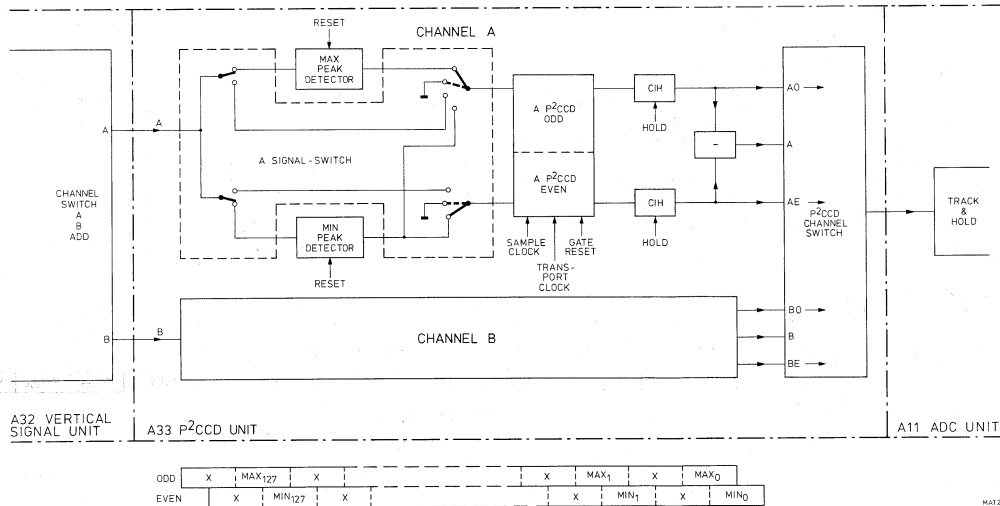 RESET
CHANNEL A
MAX
PEAK
DETECTOR
A P²CCD
ODD
CIH
HOLD
AO
A
A
A SIGNAL-SWITCH
-
A
CHANNEL
SWITCH
A
B
ADD
A P²CCD
EVEN
CIH
HOLD
AE
P²CCD
CHANNEL
SWITCH
TRACK
&
HOLD
MIN
PEAK
DETECTOR
RESET
SAMPLE
CLOCK
TRANS-
PORT
CLOCK
GATE
RESET
B
B
CHANNEL B
BO
B
BE
A32 VERTICAL
SIGNAL UNIT
A33 P²CCD UNIT
A11 ADC UNIT
ODD X MAX127 X X MAX1 X MAX0
EVEN X MIN127 X X MIN1 X MIN0
MAT2